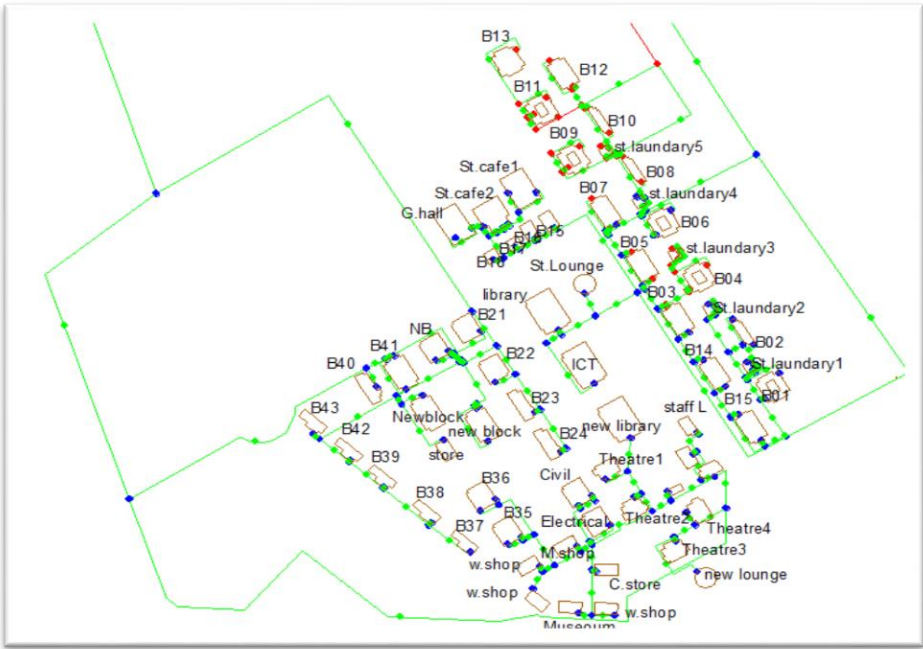 B13
B12
B11
B10
B09
st.laundary5
St.cafe1
B08
St.cafe2
B07
st.laundary4
G.hall
B06
B15
B16
B17
B18
B05
st.laundary3
St.Lounge
B04
library
B03
St.laundary2
B21
NB
B02
B41
B14
B40
B22
ICT
St.laundary1
B15
B01
B43
Newblock
B23
staff L
B42
new block
new library
store
B24
B39
Theatre1
B36
Civil
B38
B35
Electrical
Theatre2
Theatre4
B37
M.shop
Theatre3
w.shop
new lounge
C.store
w.shop
w.shop
Museoum